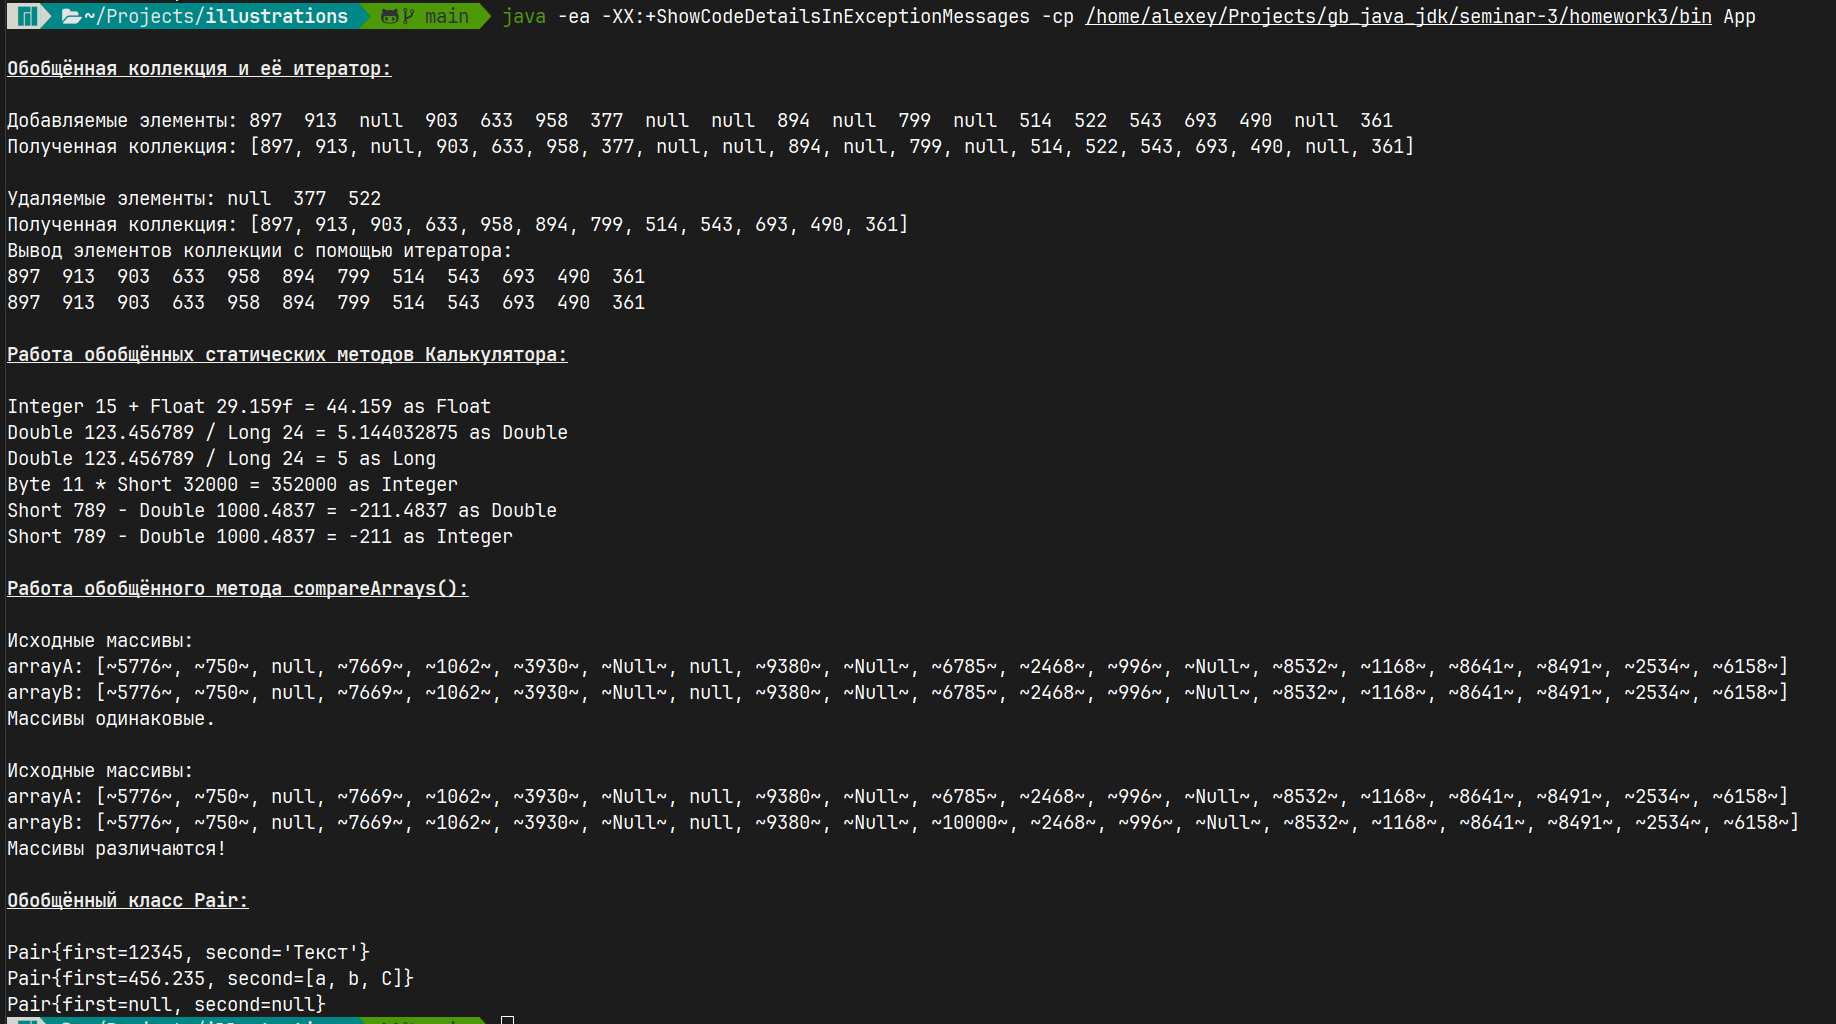 ~/Projects/illustrations main java -ea -XX:+ShowCodeDetailsInExceptionMessages -cp /home/alexey/Projects/gb_java_jdk/seminar-3/homework3/bin App
Обобщённая коллекция и её итератор:
Добавляемые элементы: 897  913  null  903  633  958  377  null  null  894  null  799  null  514  522  543  693  490  null  361
Полученная коллекция: [897, 913, null, 903, 633, 958, 377, null, null, 894, null, 799, null, 514, 522, 543, 693, 490, null, 361]
Удаляемые элементы: null  377  522
Полученная коллекция: [897, 913, 903, 633, 958, 894, 799, 514, 543, 693, 490, 361]
Вывод элементов коллекции с помощью итератора:
897  913  903  633  958  894  799  514  543  693  490  361
897  913  903  633  958  894  799  514  543  693  490  361
Работа обобщённых статических методов Калькулятора:
Integer 15 + Float 29.159f = 44.159 as Float
Double 123.456789 / Long 24 = 5.144032875 as Double
Double 123.456789 / Long 24 = 5 as Long
Byte 11 * Short 32000 = 352000 as Integer
Short 789 - Double 1000.4837 = -211.4837 as Double
Short 789 - Double 1000.4837 = -211 as Integer
Работа обобщённого метода compareArrays():
Исходные массивы:
arrayA: [~5776~, ~750~, null, ~7669~, ~1062~, ~3930~, ~Null~, null, ~9380~, ~Null~, ~6785~, ~2468~, ~996~, ~Null~, ~8532~, ~1168~, ~8641~, ~8491~, ~2534~, ~6158~]
arrayB: [~5776~, ~750~, null, ~7669~, ~1062~, ~3930~, ~Null~, null, ~9380~, ~Null~, ~6785~, ~2468~, ~996~, ~Null~, ~8532~, ~1168~, ~8641~, ~8491~, ~2534~, ~6158~]
Массивы одинаковые.
Исходные массивы:
arrayA: [~5776~, ~750~, null, ~7669~, ~1062~, ~3930~, ~Null~, null, ~9380~, ~Null~, ~6785~, ~2468~, ~996~, ~Null~, ~8532~, ~1168~, ~8641~, ~8491~, ~2534~, ~6158~]
arrayB: [~5776~, ~750~, null, ~7669~, ~1062~, ~3930~, ~Null~, null, ~9380~, ~Null~, ~10000~, ~2468~, ~996~, ~Null~, ~8532~, ~1168~, ~8641~, ~8491~, ~2534~, ~6158~]
Массивы различаются!
Обобщённый класс Pair:
Pair{first=12345, second='Текст'}
Pair{first=456.235, second=[a, b, C]}
Pair{first=null, second=null}